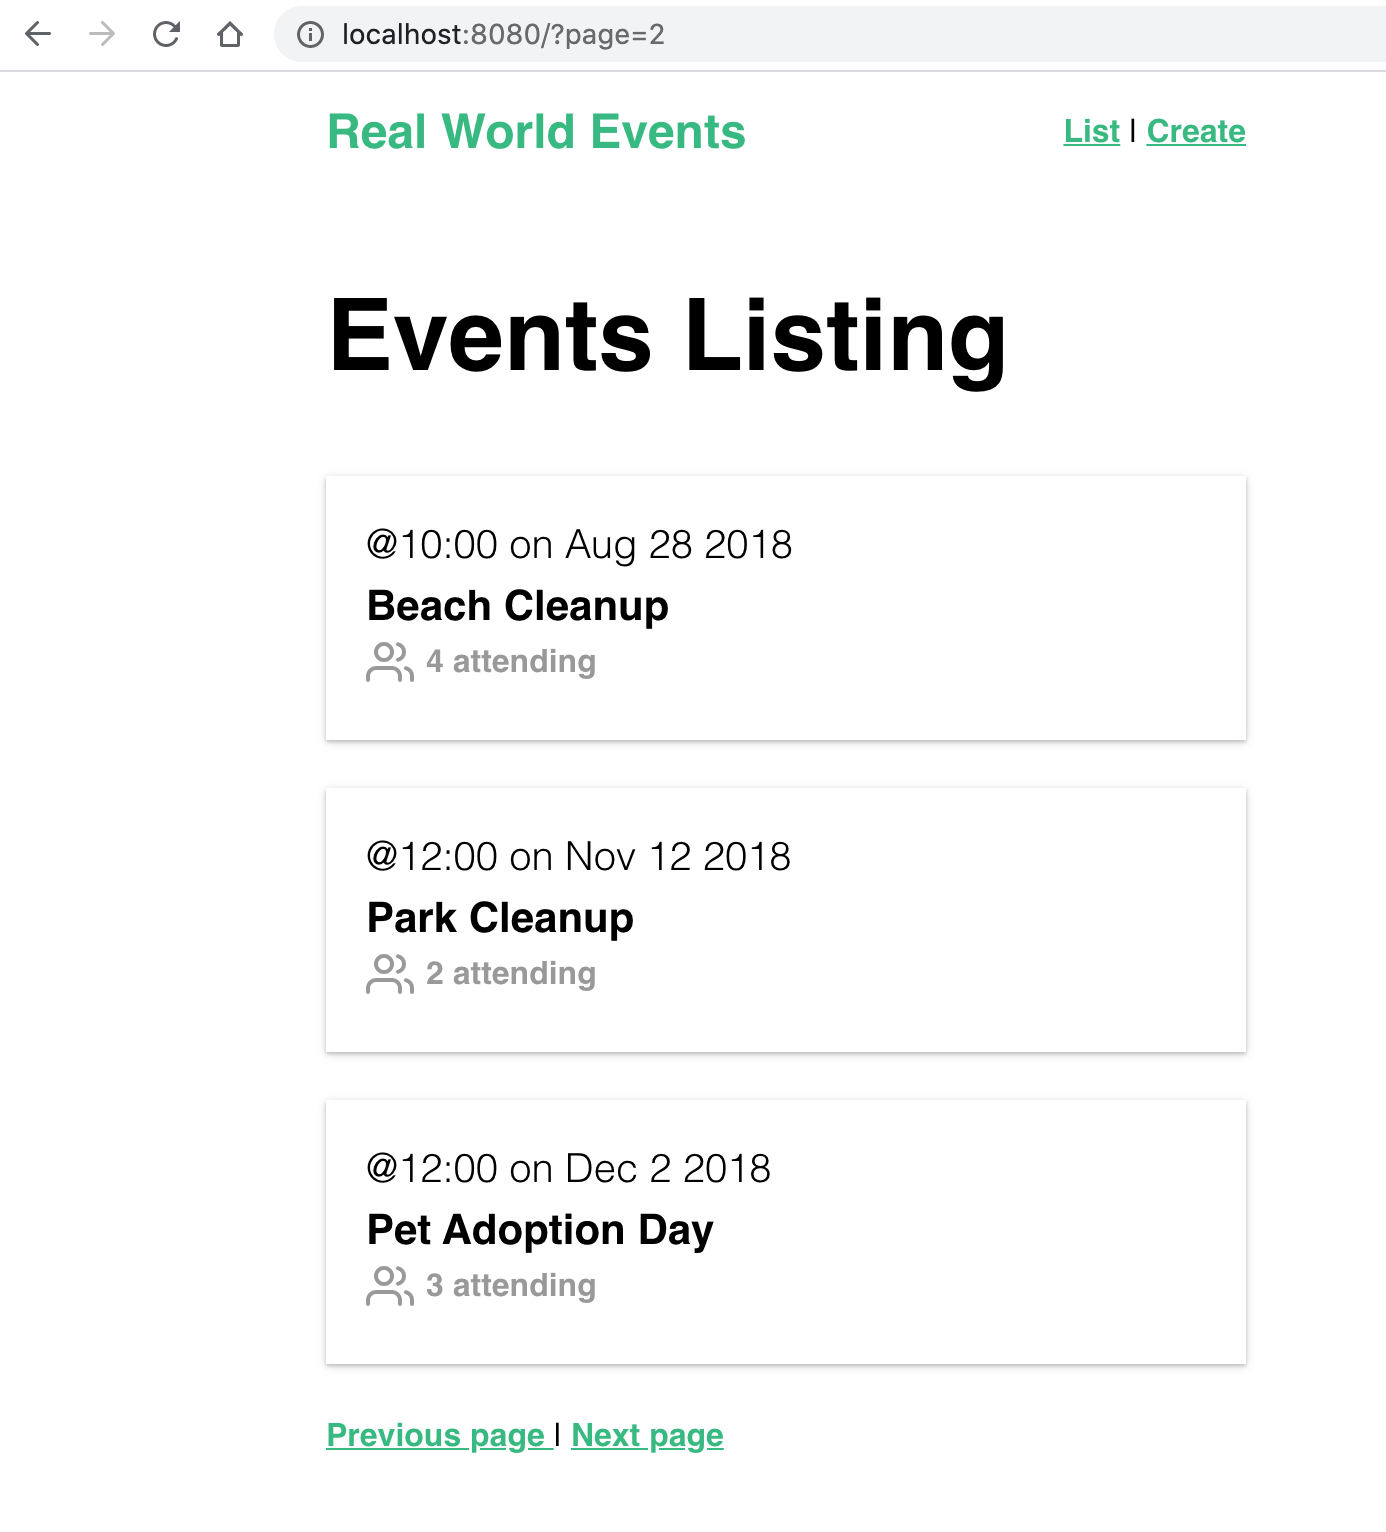 localhost:8080/?page=2
Real World Events
List | Create
Events Listing
@10:00 on Aug 28 2018
Beach Cleanup
4 attending
@12:00 on Nov 12 2018
Park Cleanup
2 attending
@12:00 on Dec 2 2018
Pet Adoption Day
3 attending
Previous page | Next page